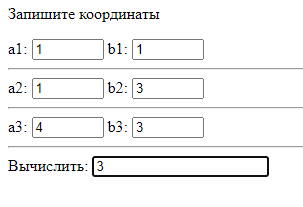 Запишите координаты
a1: 1 b1: 1
a2: 1 b2: 3
a3: 4 b3: 3
Вычислить: 3